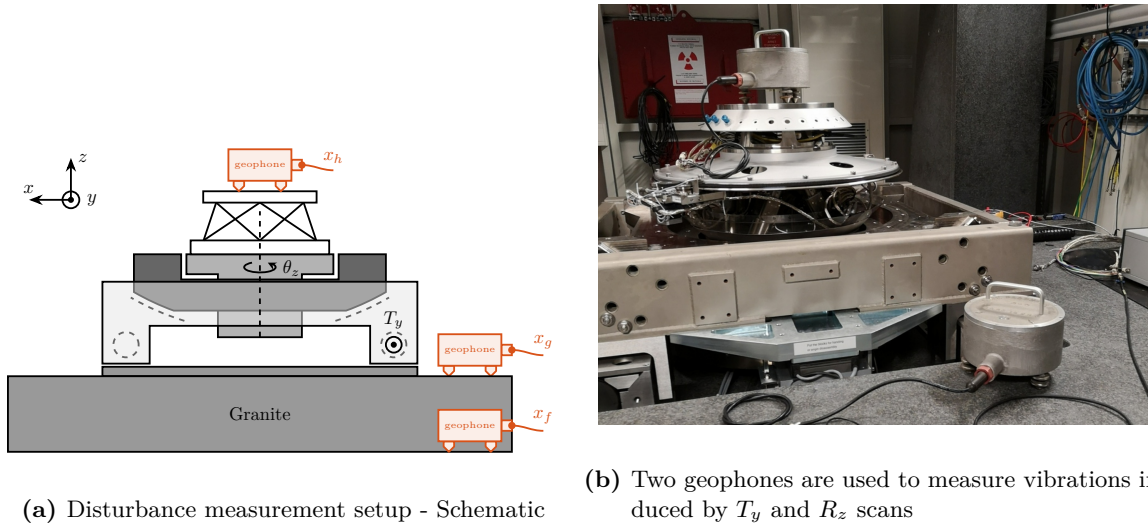 geophone
x_h
z
x
y
θ_z
T_y
geophone
x_g
Granite
geophone
x_f
(a) Disturbance measurement setup - Schematic
(b) Two geophones are used to measure vibrations in
duced by T_y and R_z scans